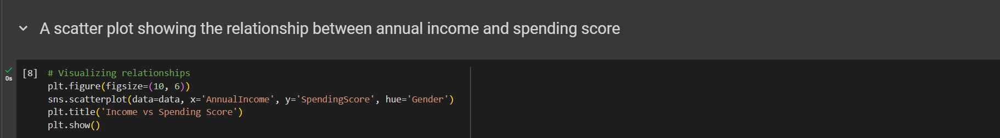 A scatter plot showing the relationship between annual income and spending score
[8] # Visualizing relationships
0s
plt.figure(figsize=(10, 6))
sns.scatterplot(data=data, x='AnnualIncome', y='SpendingScore', hue='Gender')
plt.title('Income vs Spending Score')
plt.show()